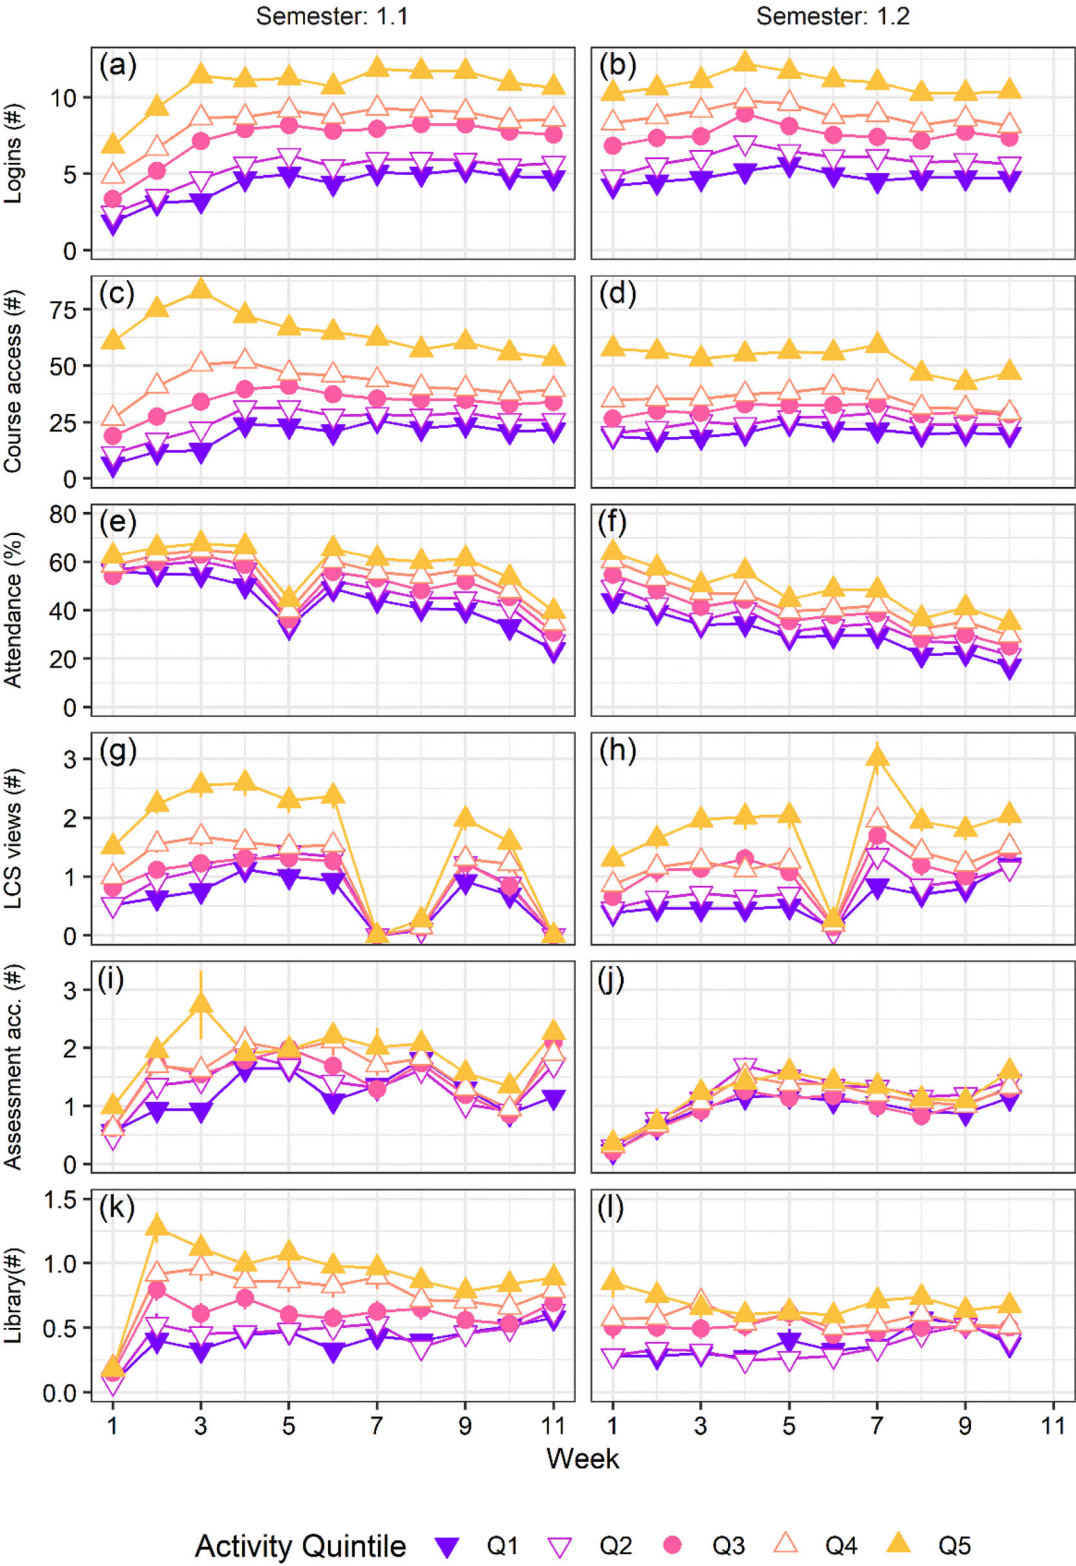 Semester: 1.1 Semester: 1.2
Logins (#)
(a)
10
5
0
(b)
Course access (#)
(c)
75
50
25
0
(d)
Attendance (%)
(e)
80
60
40
20
0
(f)
LCS views (#)
(g)
3
2
1
0
(h)
Assessment acc. (#)
(i)
3
2
1
0
(j)
Library(#)
(k)
1.5
1.0
0.5
0.0
(l)
1 3 5 7 9 11 1 3 5 7 9 11
Week
Activity Quintile Q1 Q2 Q3 Q4 Q5